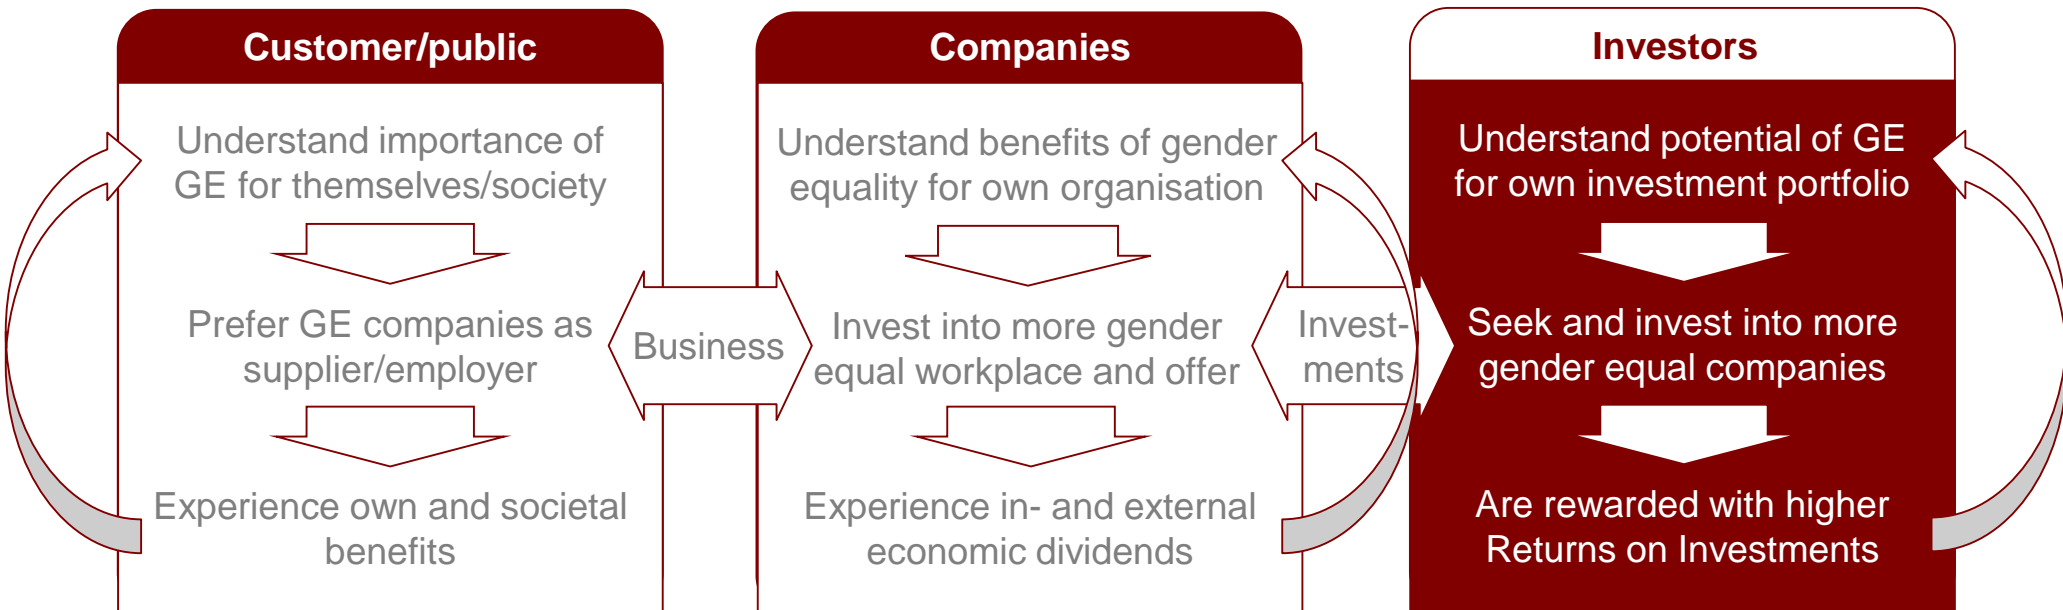 Customer/public
Understand importance of
GE for themselves/society
Prefer GE companies as
supplier/employer
Experience own and societal
benefits
Business
Companies
Understand benefits of gender
equality for own organisation
Invest into more gender
equal workplace and offer
Experience in- and external
economic dividends
Invest-
ments
Investors
Understand potential of GE
for own investment portfolio
Seek and invest into more
gender equal companies
Are rewarded with higher
Returns on Investments